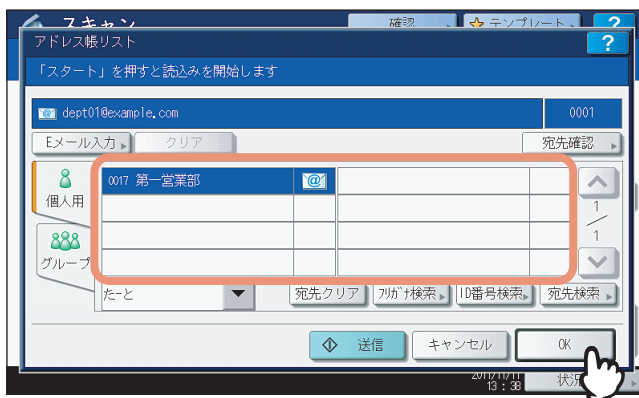 スキャン 確認 テンプレート ?
アドレス帳リスト ?
「スタート」を押すと読込みを開始します
dept01@example.com 0001
Eメール入力 クリア 宛先確認
個人用 0017 第一営業部
1
1
グループ
た-と 宛先クリア フリガナ検索 ID番号検索 宛先検索
送信 キャンセル OK
2011/11/11
13:38